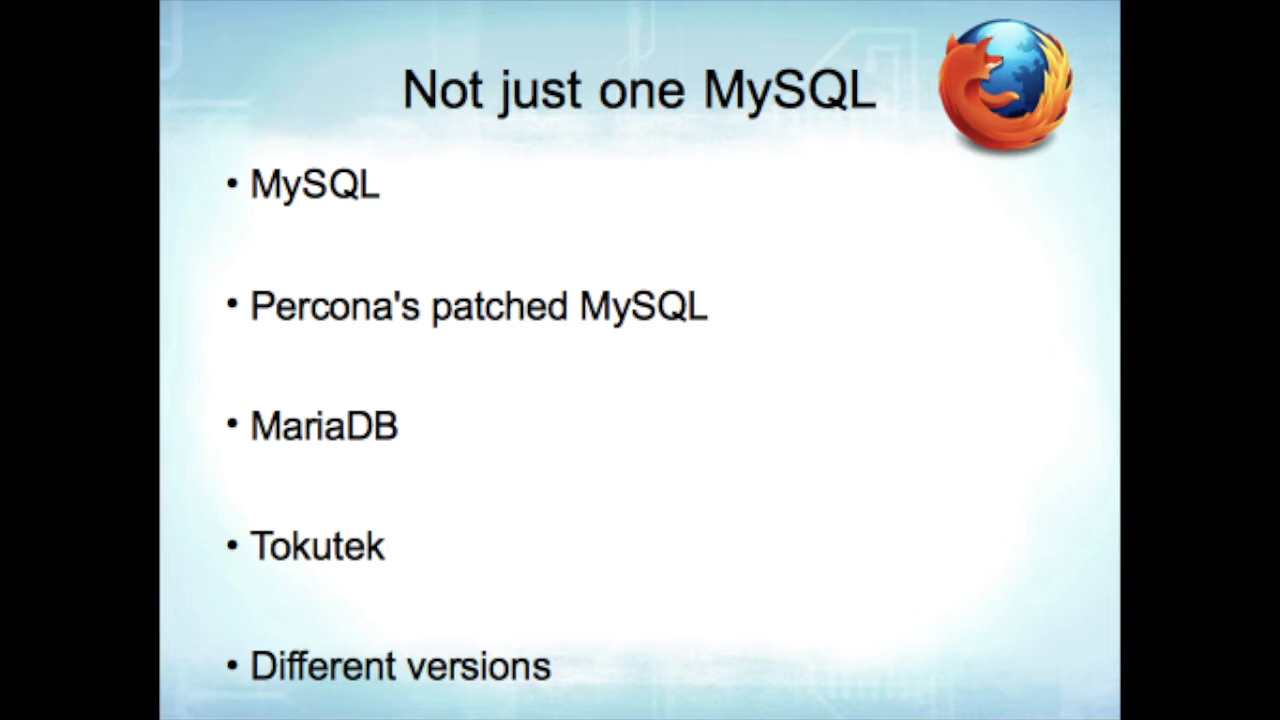 Not just one MySQL
• MySQL
• Percona's patched MySQL
• MariaDB
• Tokutek
• Different versions